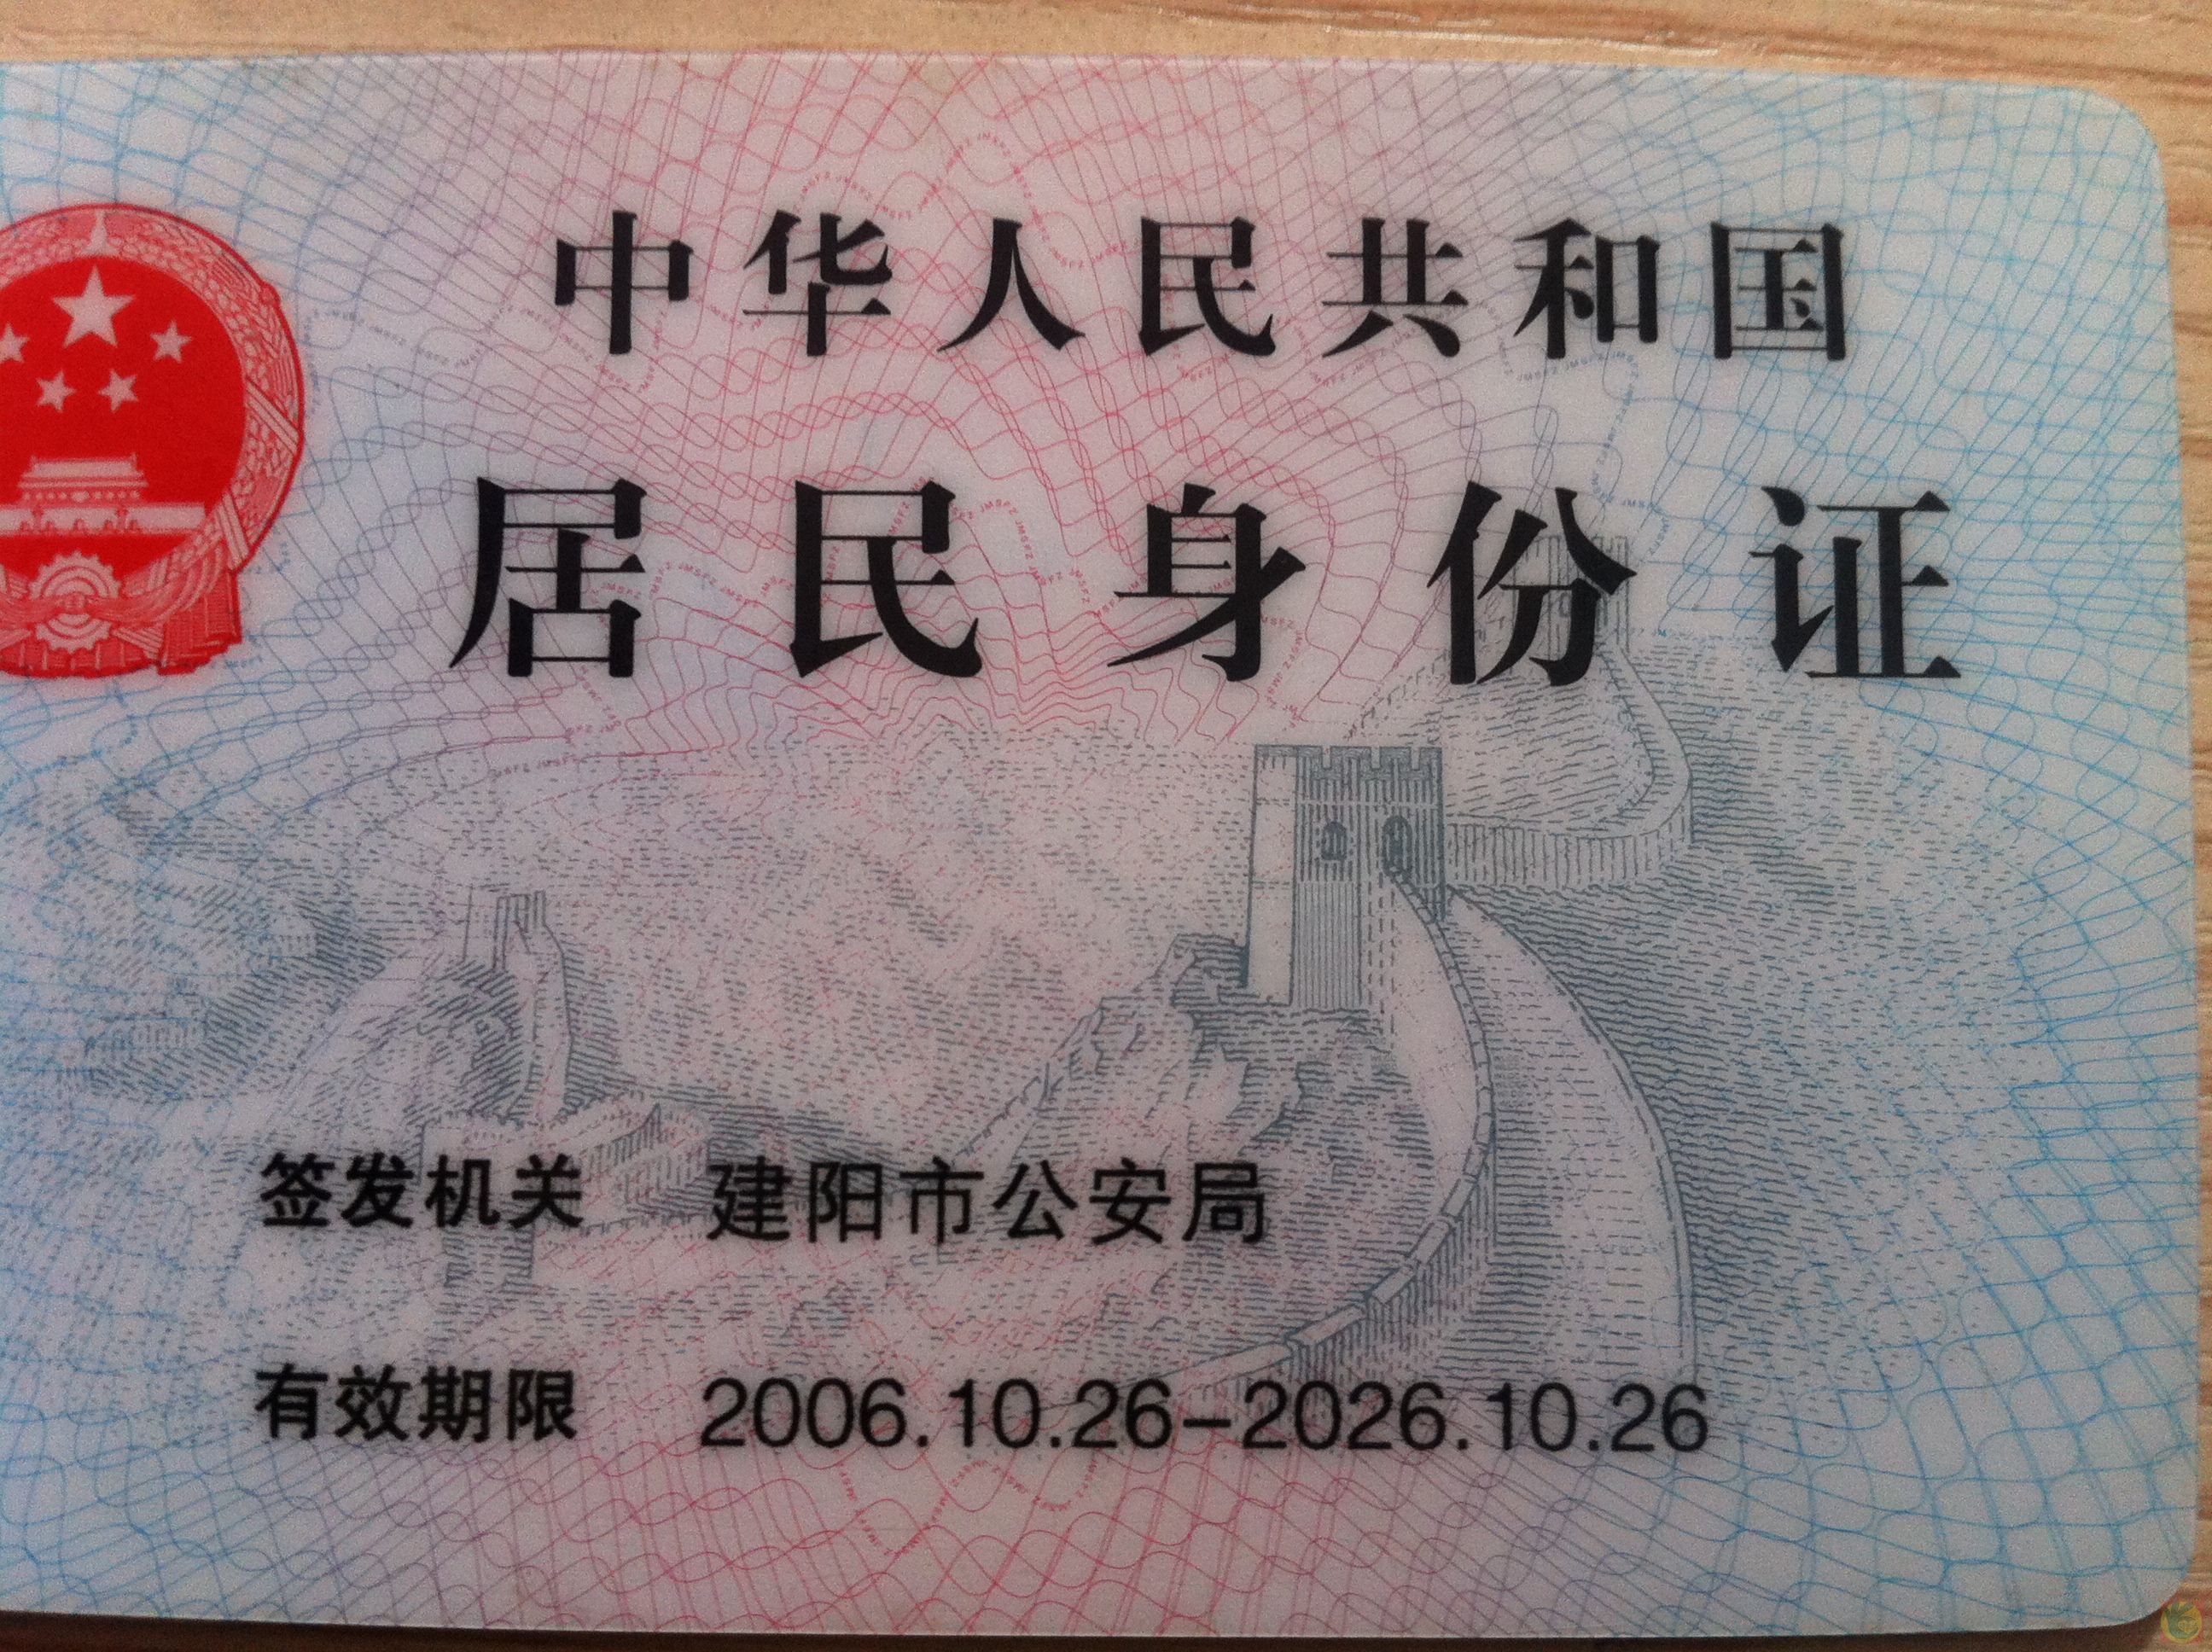 中华人民共和国
居民身份证
签发机关 建阳市公安局
有效期限 2006.10.26-2026.10.26